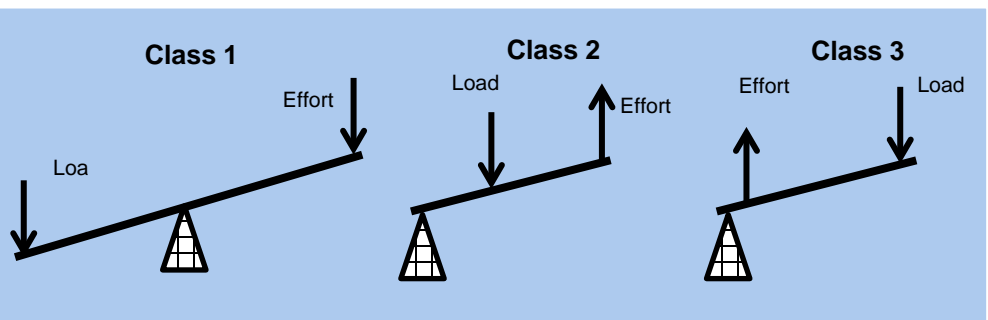 Class 1
Effort
Loa
Class 2
Load
Effort
Class 3
Effort
Load